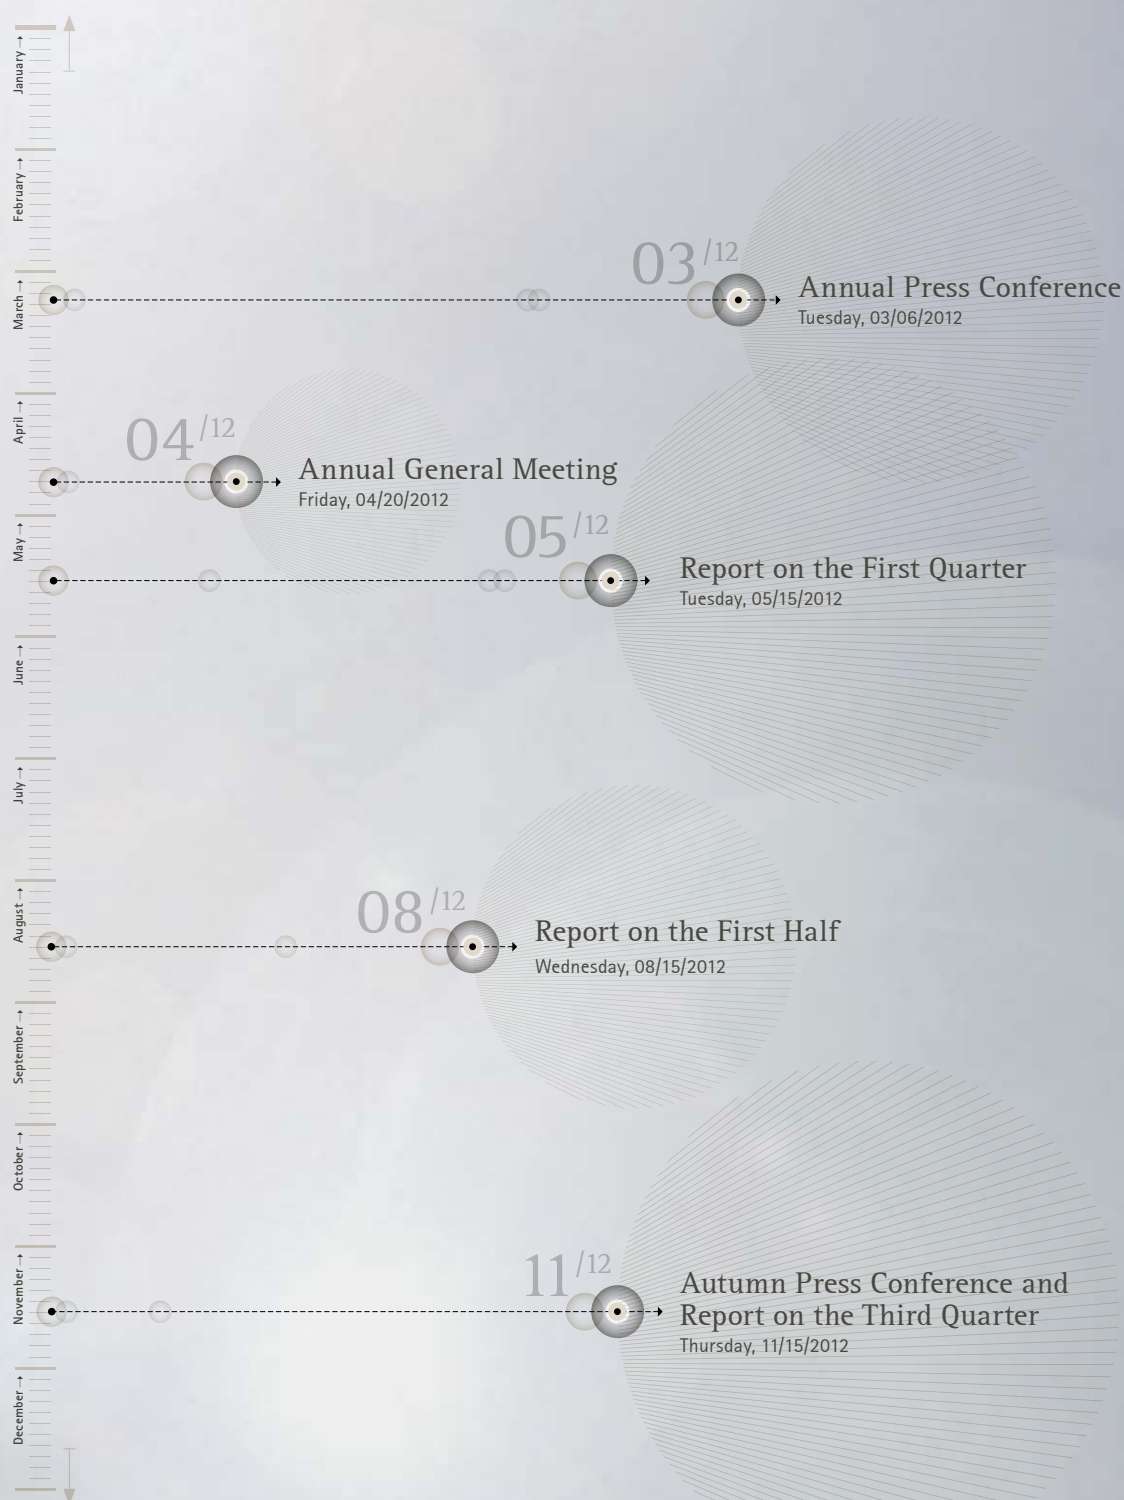 January →
February →
03/12
March →
Annual Press Conference
Tuesday, 03/06/2012
April →
04/12
Annual General Meeting
Friday, 04/20/2012
May →
05/12
Report on the First Quarter
Tuesday, 05/15/2012
June →
July →
August →
08/12
Report on the First Half
Wednesday, 08/15/2012
September →
October →
November →
11/12
Autumn Press Conference and
Report on the Third Quarter
Thursday, 11/15/2012
December →